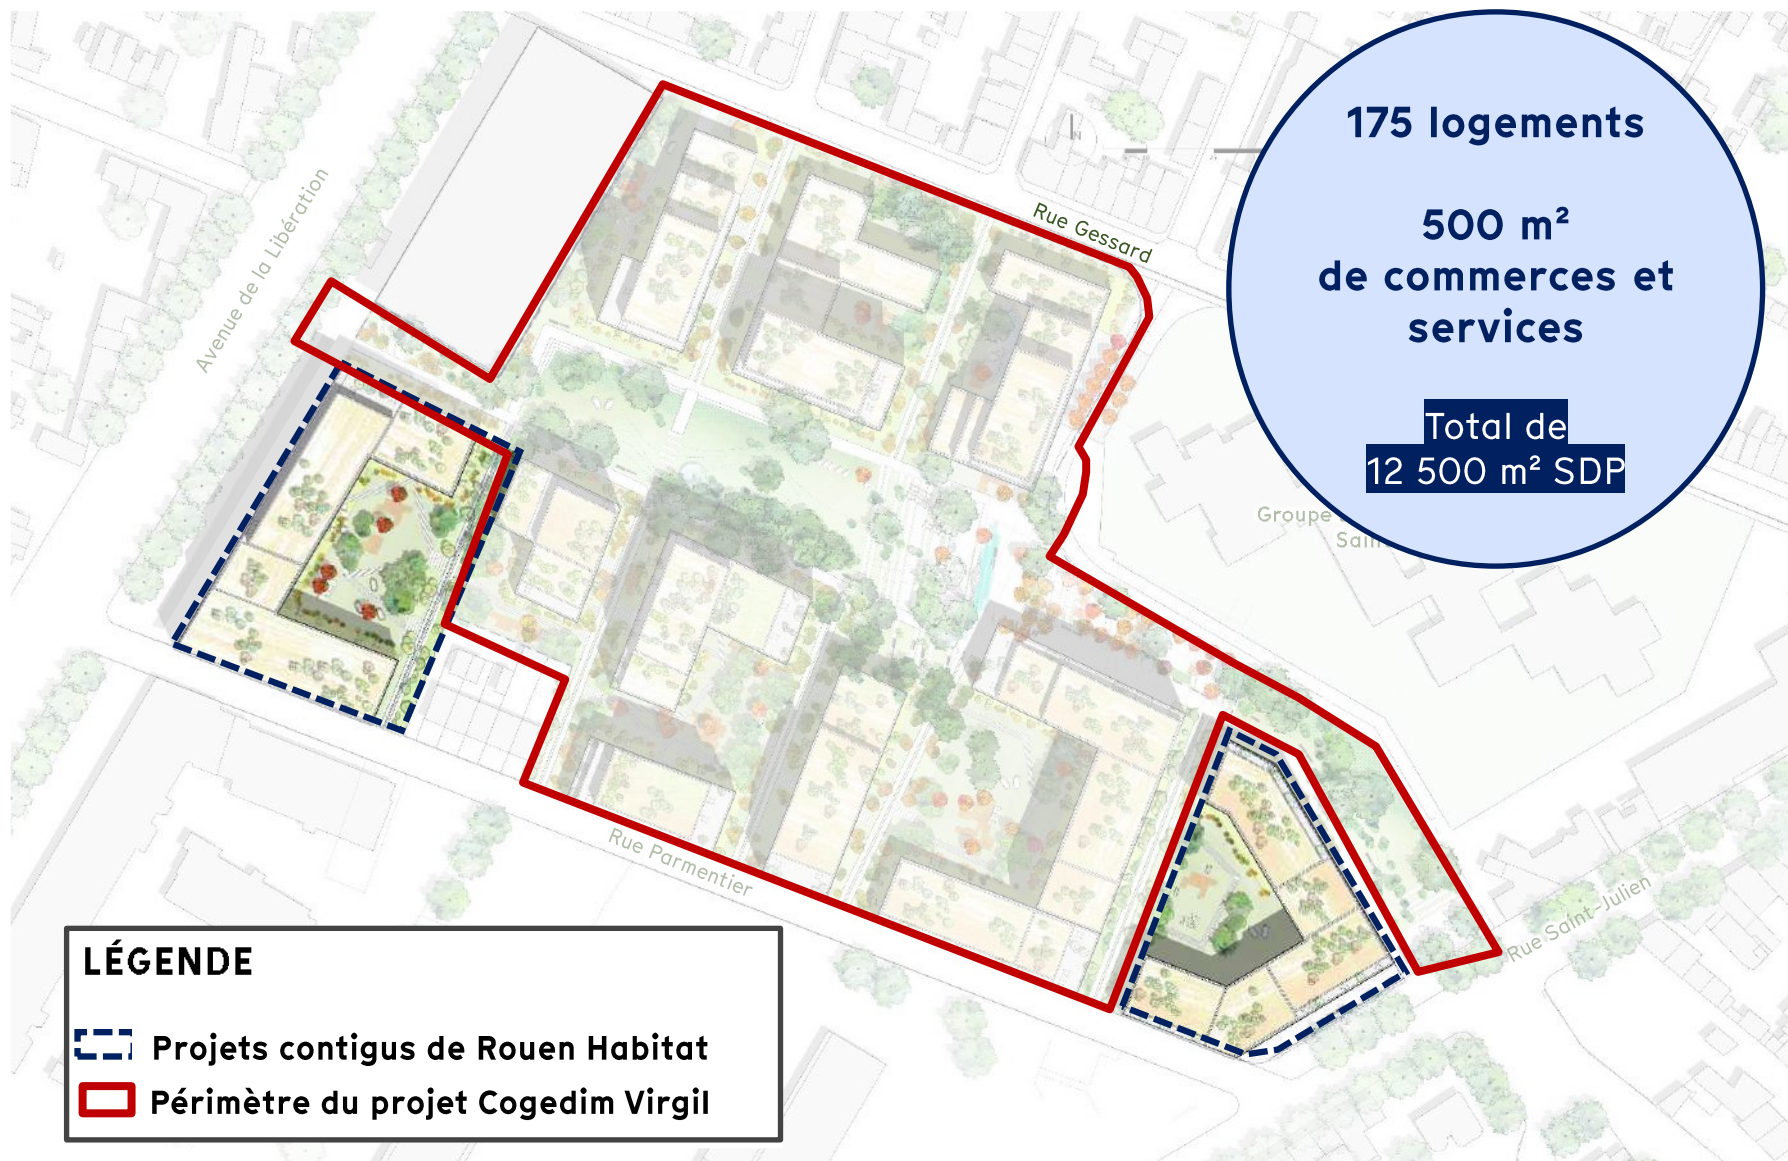 175 logements
500 m²
de commerces et
services
Total de
12 500 m² SDP
Rue Gessard
Avenue de la Libération
Groupe
Rue Parmentier
Rue Saint-Julien
N
LÉGENDE
Projets contigus de Rouen Habitat
Périmètre du projet Cogedim Virgil